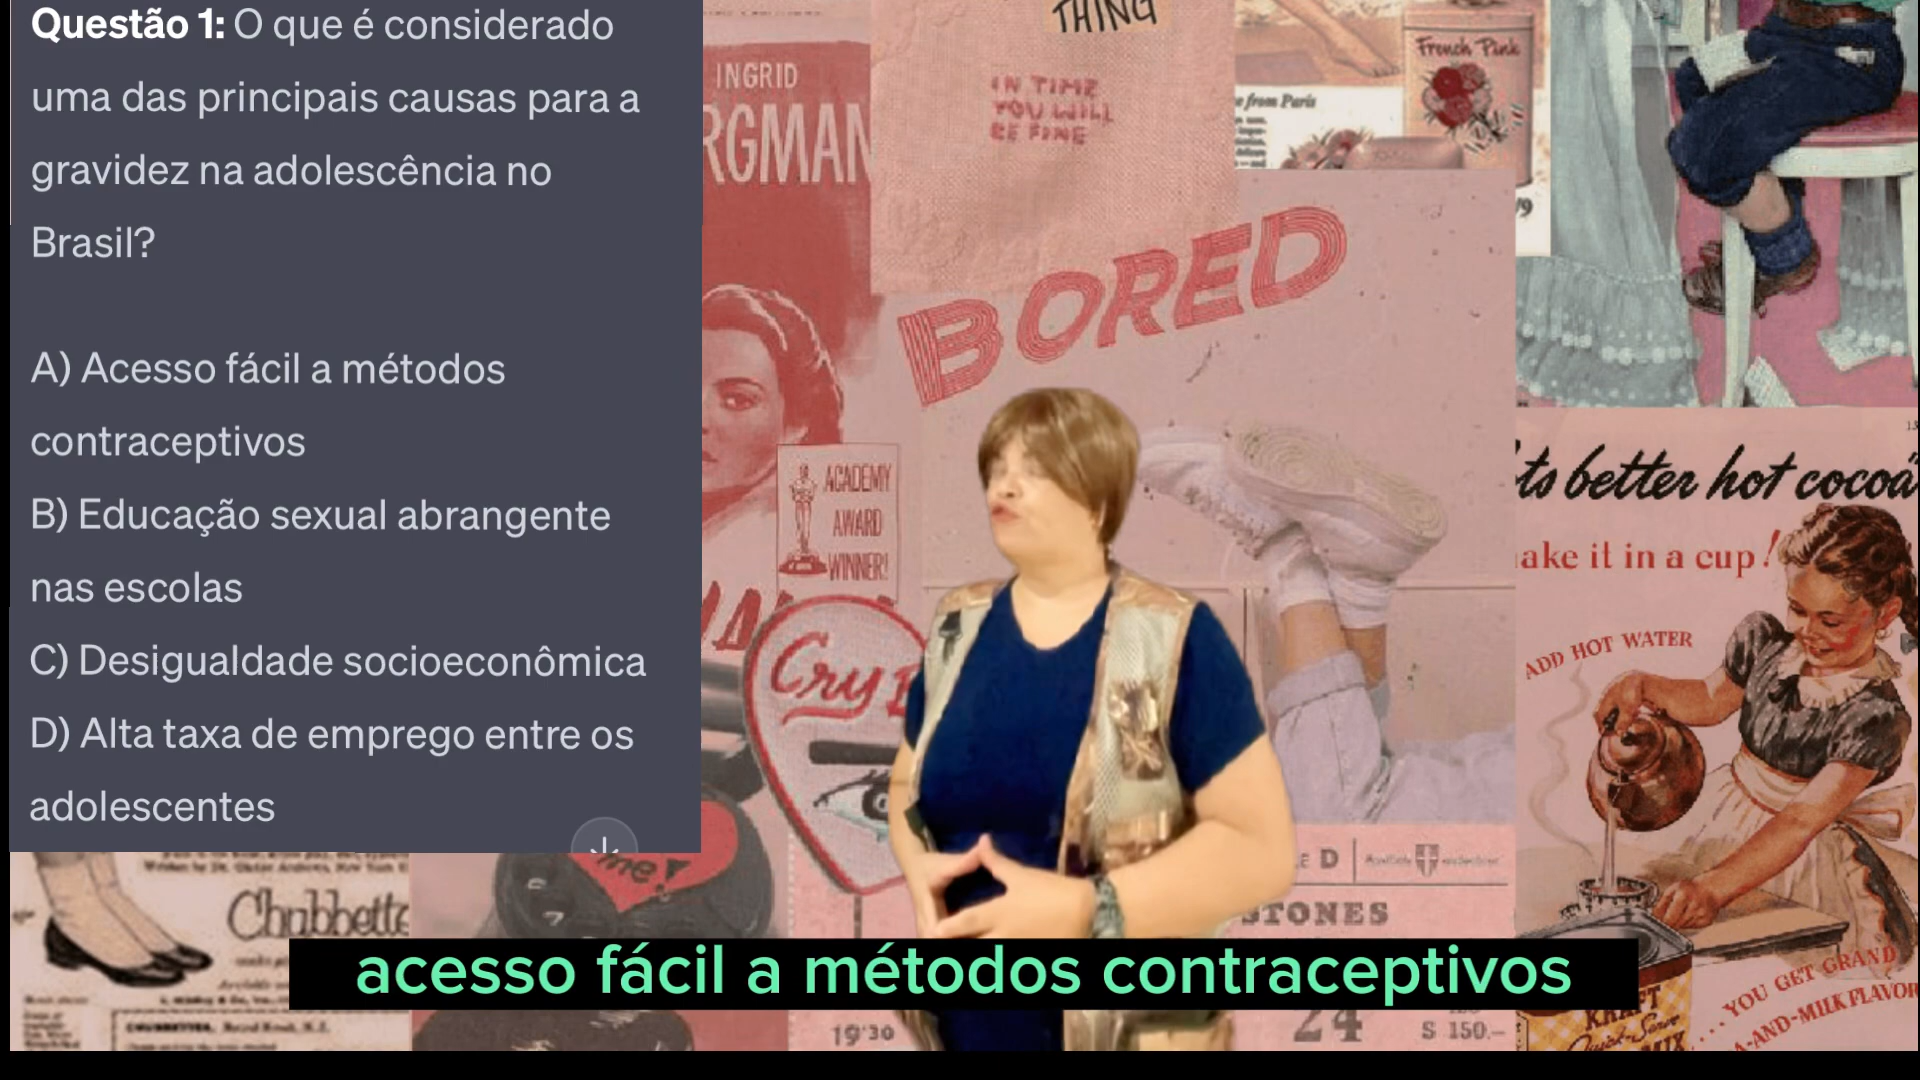 Questão 1: O que é considerado
uma das principais causas para a
gravidez na adolescência no
Brasil?
A) Acesso fácil a métodos
contraceptivos
B) Educação sexual abrangente
nas escolas
C) Desigualdade socioeconômica
D) Alta taxa de emprego entre os
adolescentes
THING
INGRID
RGMAN
IN TIME
YOU WILL
BE FINE
French Pink
e from Paris
BORED
ACADEMY
AWARD
WINNER!
Cry
ts better hot cocoa
ake it in a cup!
ADD HOT WATER
me!
Chubbette
D
STONES
19'30
24
S 150.–
... YOU GET GRAND
A-AND-MILK FLAVOR
acesso fácil a métodos contraceptivos